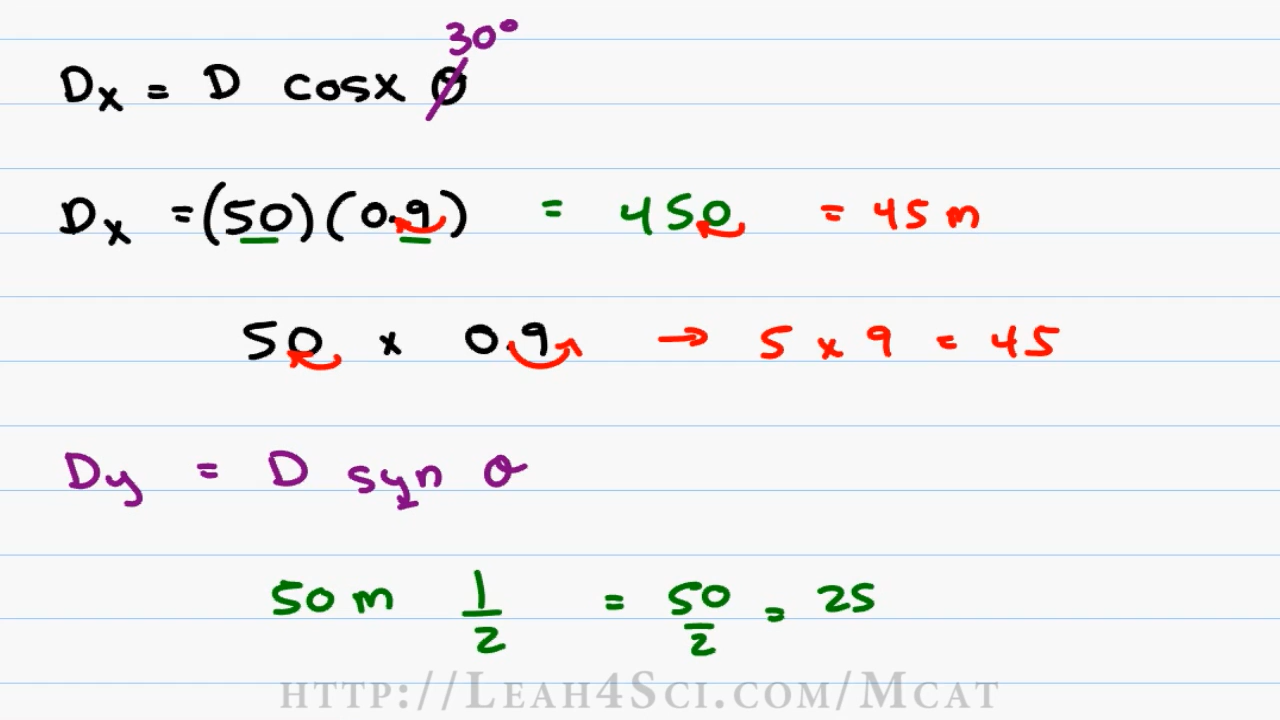 30°
Dx = D cosx θ
Dx = (50)(0.9) = 450 = 45 m
50 x 0.9 → 5 x 9 = 45
Dy = D syn θ
50 m 1/2 = 50/2 = 25
HTTP://LEAH4SCI.COM/MCAT